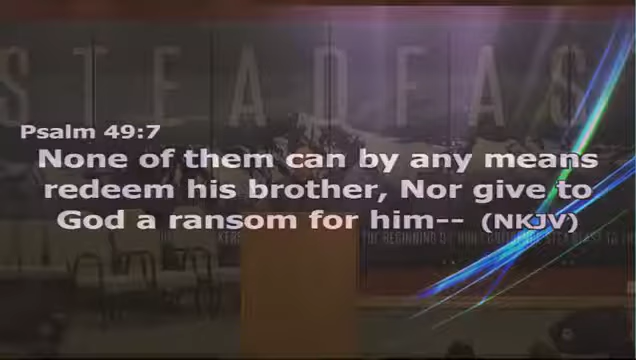 STEADFAS
Psalm 49:7
None of them can by any means
redeem his brother, Nor give to
God a ransom for him-- (NKJV)